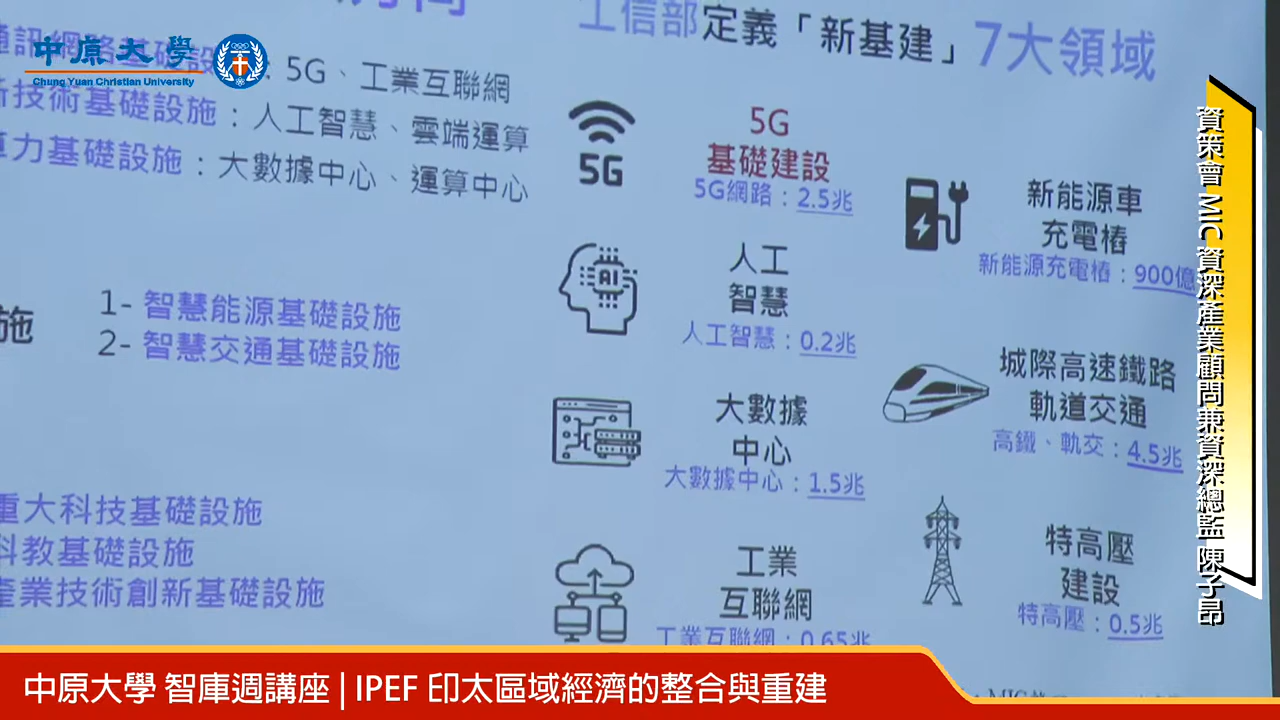 工信部定義「新基建」7大領域
中原大學
Chung Yuan Christian University
5G、工業互聯網
技術基礎設施：人工智慧、雲端運算
力基礎設施：大數據中心、運算中心
施
1- 智慧能源基礎設施
2- 智慧交通基礎設施
重大科技基礎設施
科教基礎設施
產業技術創新基礎設施
5G
5G
基礎建設
5G網路：2.5兆
AI
人工
智慧
人工智慧：0.2兆
大數據
中心
大數據中心：1.5兆
工業
互聯網
工業互聯網：0.65兆
新能源車
充電樁
新能源充電樁：900億
城際高速鐵路
軌道交通
高鐵、軌交：4.5兆
特高壓
建設
特高壓：0.5兆
資策會 MIC 資深產業顧問兼資深總監 陳子昂
中原大學 智庫週講座 | IPEF 印太區域經濟的整合與重建